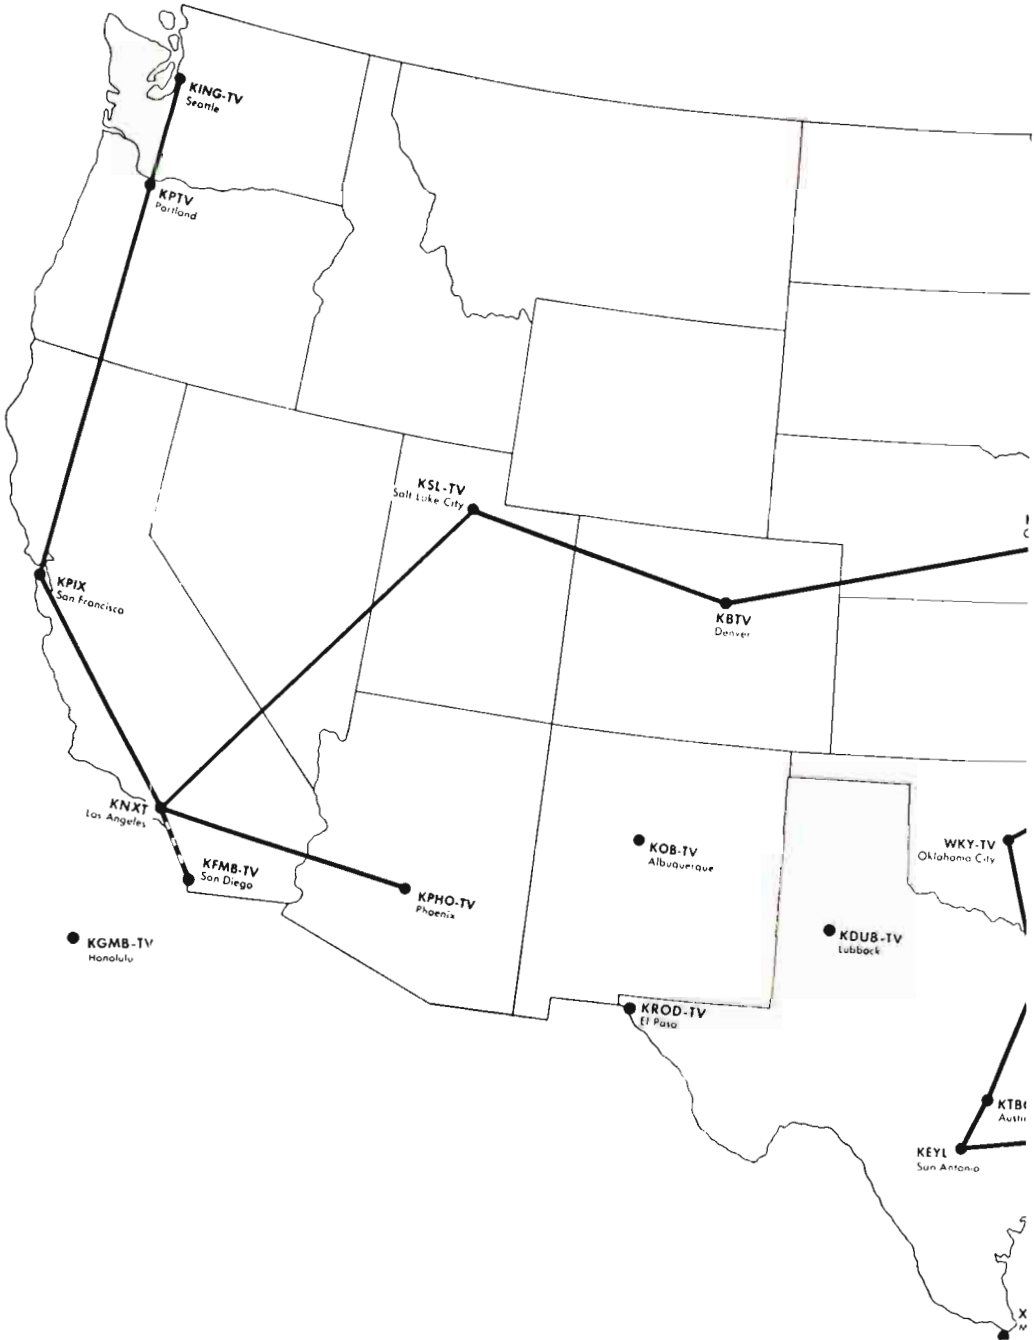 KING-TV
Seattle
KPTV
Portland
KSL-TV
Salt Lake City
KPIX
San Francisco
KBTV
Denver
KNXT
Los Angeles
KFMB-TV
San Diego
KPHO-TV
Phoenix
KOB-TV
Albuquerque
WKY-TV
Oklahoma City
KGMB-TV
Honolulu
KDUB-TV
Lubbock
KROD-TV
El Paso
KTB
Austi
KEYL
San Antonio
X